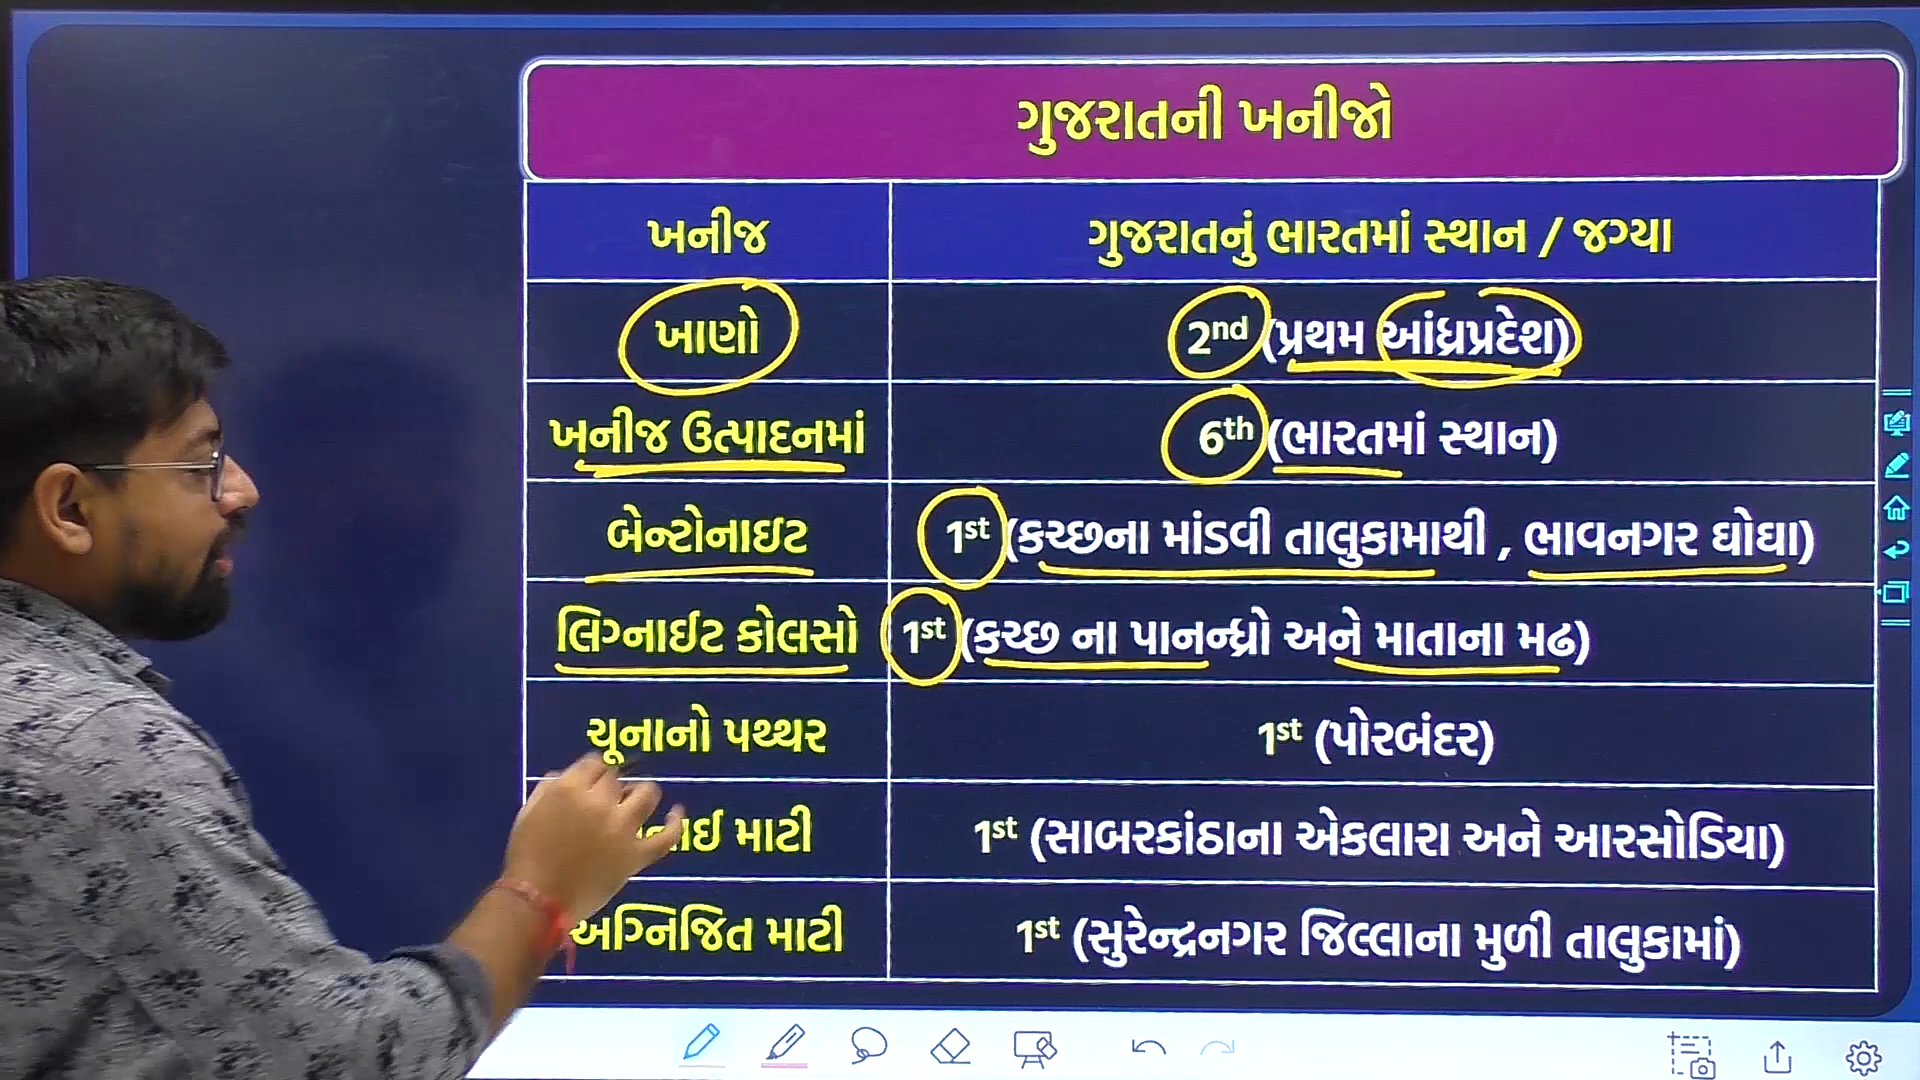 ગુજરાતની ખનીજો
ખનીજ
ગુજરાતનું ભારતમાં સ્થાન / જગ્યા
ખાણો
2nd (પ્રથમ આંધ્રપ્રદેશ)
ખનીજ ઉત્પાદનમાં
6th (ભારતમાં સ્થાન)
બેન્ટોનાઈટ
1st (કચ્છના માંડવી તાલુકામાથી , ભાવનગર ઘોઘા)
લિગ્નાઈટ કોલસો
1st (કચ્છ ના પાનન્ધ્રો અને માતાના મઢ)
ચૂનાનો પથ્થર
1st (પોરબંદર)
માટી
1st (સાબરકાંઠાના એકલારા અને આરસોડિયા)
અગ્નિજિત માટી
1st (સુરેન્દ્રનગર જિલ્લાના મુળી તાલુકામાં)